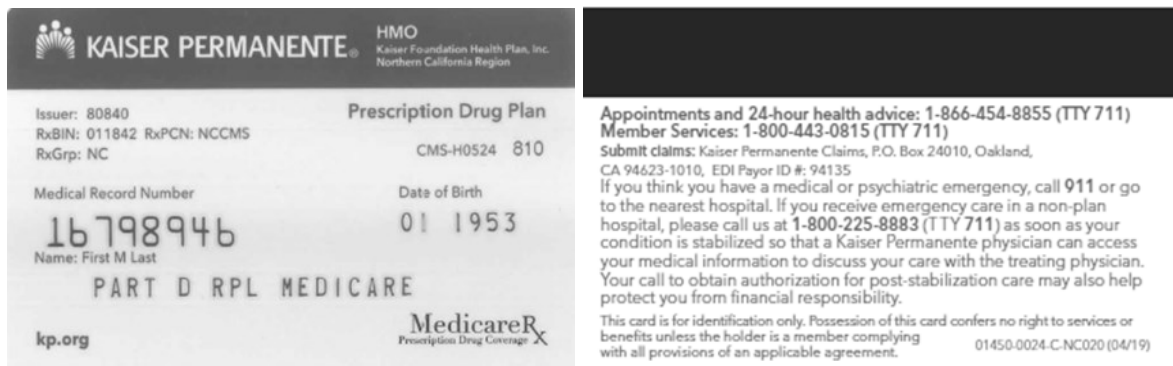 KAISER PERMANENTE®
HMO
Kaiser Foundation Health Plan, Inc.
Northern California Region
Issuer: 80840
RxBIN: 011842 RxPCN: NCCMS
RxGrp: NC
Prescription Drug Plan
CMS-H0524 810
Medical Record Number
Date of Birth
16798946
01 1953
Name: First M Last
PART D RPL MEDICARE
kp.org
MedicareRx
Prescription Drug Coverage
Appointments and 24-hour health advice: 1-866-454-8855 (TTY 711)
Member Services: 1-800-443-0815 (TTY 711)
Submit claims: Kaiser Permanente Claims, P.O. Box 24010, Oakland,
CA 94623-1010, EDI Payor ID #: 94135
If you think you have a medical or psychiatric emergency, call 911 or go
to the nearest hospital. If you receive emergency care in a non-plan
hospital, please call us at 1-800-225-8883 (TTY 711) as soon as your
condition is stabilized so that a Kaiser Permanente physician can access
your medical information to discuss your care with the treating physician.
Your call to obtain authorization for post-stabilization care may also help
protect you from financial responsibility.
This card is for identification only. Possession of this card confers no right to services or
benefits unless the holder is a member complying
with all provisions of an applicable agreement.
01450-0024-C-NC020 (04/19)